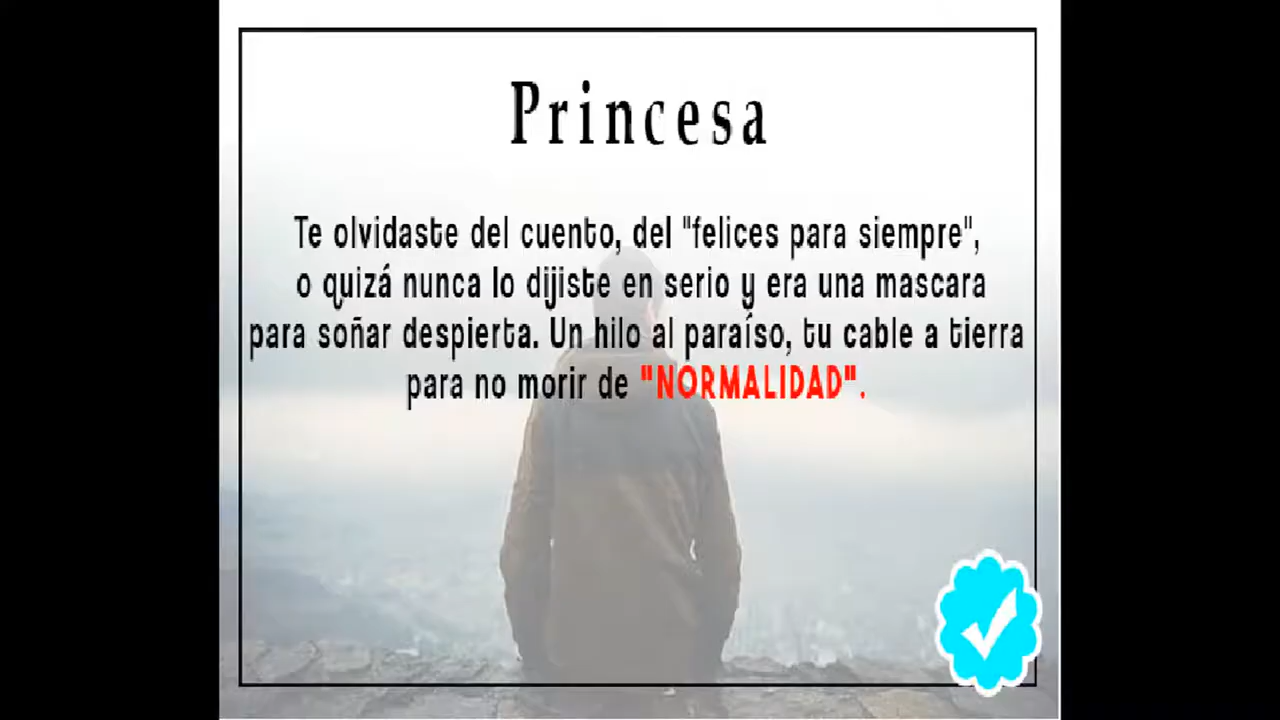 Princesa
Te olvidaste del cuento, del "felices para siempre",
o quizá nunca lo dijiste en serio y era una mascara
para soñar despierta. Un hilo al paraíso, tu cable a tierra
para no morir de "NORMALIDAD".